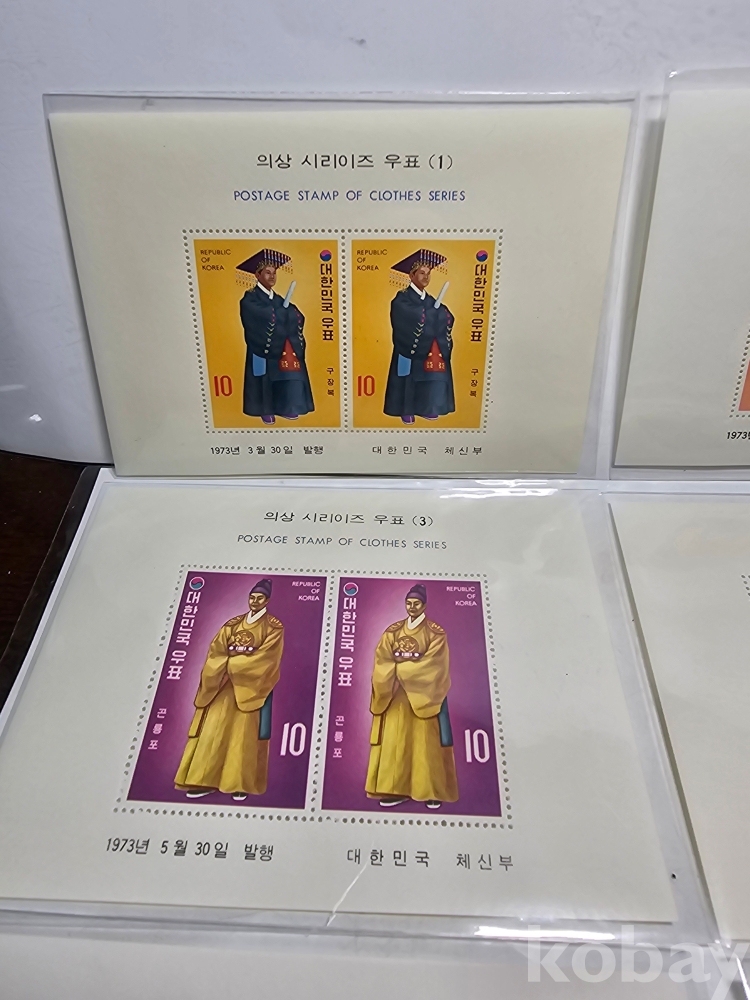 의상 시리이즈 우표 (1)
POSTAGE STAMP OF CLOTHES SERIES
REPUBLIC
OF
KOREA
대한민국 우표
구장복
10
REPUBLIC
OF
KOREA
대한민국 우표
구장복
10
1973년 3월 30일 발행 대한민국 체신부
1973년
의상 시리이즈 우표 (3)
POSTAGE STAMP OF CLOTHES SERIES
대한민국 우표
REPUBLIC
OF
KOREA
곤룡포
10
대한민국 우표
REPUBLIC
OF
KOREA
곤룡포
10
1973년 5월 30일 발행 대한민국 체신부
kobay